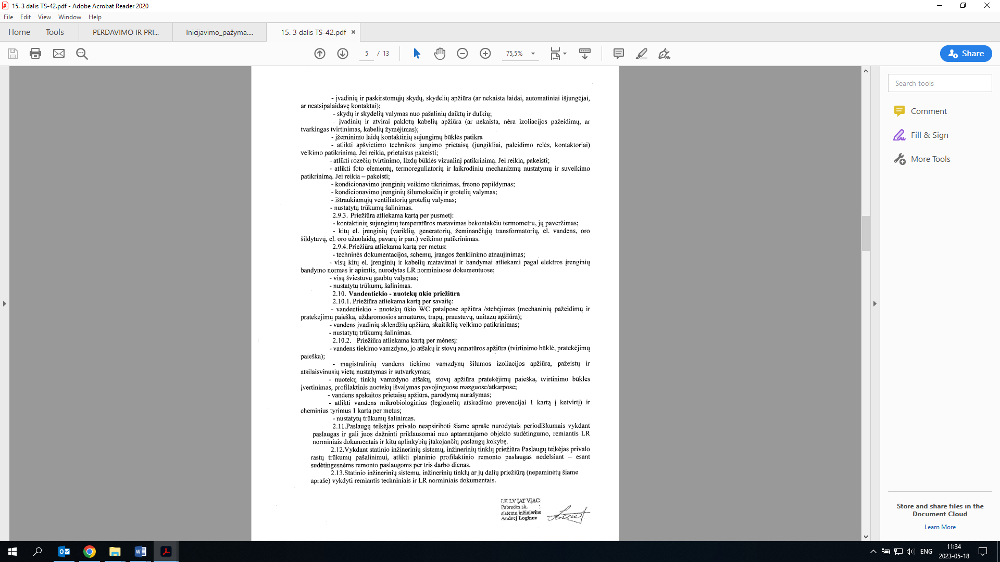 15. 3 dalis TS-42.pdf - Adobe Acrobat Reader 2020
File Edit View Window Help
Home Tools PERDAVIMO IR PRI... Inicijavimo_pažyma.... 15. 3 dalis TS-42.pdf
5 / 13 75,5% Share
- įvadinių ir paskirstomųjų skydų, skydelių apžiūra (ar nekaista laidai, automatiniai išjungėjai,
ar neatsipalaidavę kontaktai);
- skydų ir skydelių valymas nuo pašalinių daiktų ir dulkių;
- įvadinių ir atvirai paklotų kabelių apžiūra (ar nekaista, nėra izoliacijos pažeidimų, ar
tvarkingas tvirtinimas, kabelių žymėjimas);
- įžeminimo laidų kontaktinių sujungimų būklės patikra
- atlikti apšvietimo technikos jungimo prietaisų (jungikliai, paleidimo relės, kontaktoriai)
veikimo patikrinimą. Jei reikia, prietaisus pakeisti;
- atlikti rozečių tvirtinimo, lizdų būklės vizualinį patikrinimą. Jei reikia, pakeisti;
- atlikti foto elementų, termoreguliatorių ir laikrodinių mechanizmų nustatymų ir suveikimo
patikrinimą. Jei reikia – pakeisti;
- kondicionavimo įrenginių veikimo tikrinimas, freono papildymas;
- kondicionavimo įrenginių šilumokaičių ir grotelių valymas;
- ištraukiamųjų ventiliatorių grotelių valymas;
- nustatytų trūkumų šalinimas.
2.9.3. Priežiūra atliekama kartą per pusmetį:
- kontaktinių sujungimų temperatūros matavimas bekontakčiu termometru, jų paveržimas;
- kitų el. įrenginių (variklių, generatorių, žeminančiųjų transformatorių, el. vandens, oro
šildytuvų, el. oro užuolaidų, pavarų ir pan.) veikimo patikrinimas.
2.9.4. Priežiūra atliekama kartą per metus:
- techninės dokumentacijos, schemų, įrangos ženklinimo atnaujinimas;
- visų kitų el. įrenginių ir kabelių matavimai ir bandymai atliekami pagal elektros įrenginių
bandymo normas ir apimtis, nurodytas LR norminiuose dokumentuose;
- visų šviestuvų gaubtų valymas;
- nustatytų trūkumų šalinimas.
2.10. Vandentiekio - nuotekų ūkio priežiūra
2.10.1. Priežiūra atliekama kartą per savaitę:
- vandentiekio - nuotekų ūkio WC patalpose apžiūra /stebėjimas (mechaninių pažeidimų ir
pratekėjimų paieška, uždaromosios armatūros, trapų, praustuvų, unitazų apžiūra);
- vandens įvadinių sklendžių apžiūra, skaitiklių veikimo patikrinimas;
- nustatytų trūkumų šalinimas.
2.10.2. Priežiūra atliekama kartą per mėnesį:
- vandens tiekimo vamzdyno, jo atšakų ir stovų armatūros apžiūra (tvirtinimo būklė, pratekėjimų
paieška);
- magistralinių vandens tiekimo vamzdynų šilumos izoliacijos apžiūra, pažeistų ir
atsilaisvinusių vietų nustatymas ir sutvarkymas;
- nuotekų tinklų vamzdyno atšakų, stovų apžiūra pratekėjimų paieška, tvirtinimo būklės
įvertinimas, profilaktinis nuotekų išvalymas pavojinguose mazguose/atkarpose;
- vandens apskaitos prietaisų apžiūra, parodymų nurašymas;
- atlikti vandens mikrobiologinius (legionelių atsiradimo prevencijai 1 kartą į ketvirtį) ir
cheminius tyrimus 1 kartą per metus;
- nustatytų trūkumų šalinimas.
2.11.Paslaugų teikėjas privalo neapsiriboti šiame apraše nurodytais periodiškumais vykdant
paslaugas ir gali juos dažninti priklausomai nuo aptarnaujamo objekto sudėtingumo, remiantis LR
norminiais dokumentais ir kitų aplinkybių įtakojančių paslaugų kokybę.
2.12.Vykdant statinio inžinerinių sistemų, inžinerinių tinklų priežiūra Paslaugų teikėjas privalo
rastų trūkumų pašalinimui, atlikti planinio profilaktinio remonto paslaugas nedelsiant – esant
sudėtingesnėms remonto paslaugoms per tris darbo dienas.
2.13.Statinio inžinerinių sistemų, inžinerinių tinklų ar jų dalių priežiūrą (nepaminėtų šiame
apraše) vykdyti remiantis techniniais ir LR norminiais dokumentais.
LK LV ĮAT VĮAC
Pabradės sk.
sistemų inžinierius
Andrej Loginov
Search tools
Comment
Fill & Sign
More Tools
Store and share files in the
Document Cloud
Learn More
ENG
11:34
2023-05-18